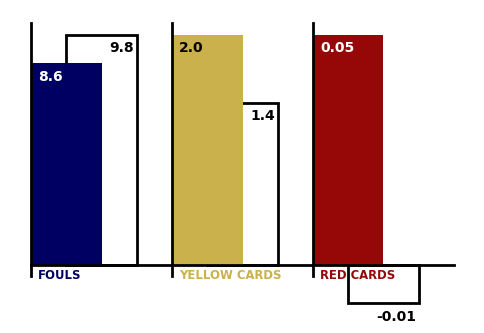 9.8
2.0
0.05
8.6
1.4
FOULS
YELLOW CARDS
RED CARDS
-0.01